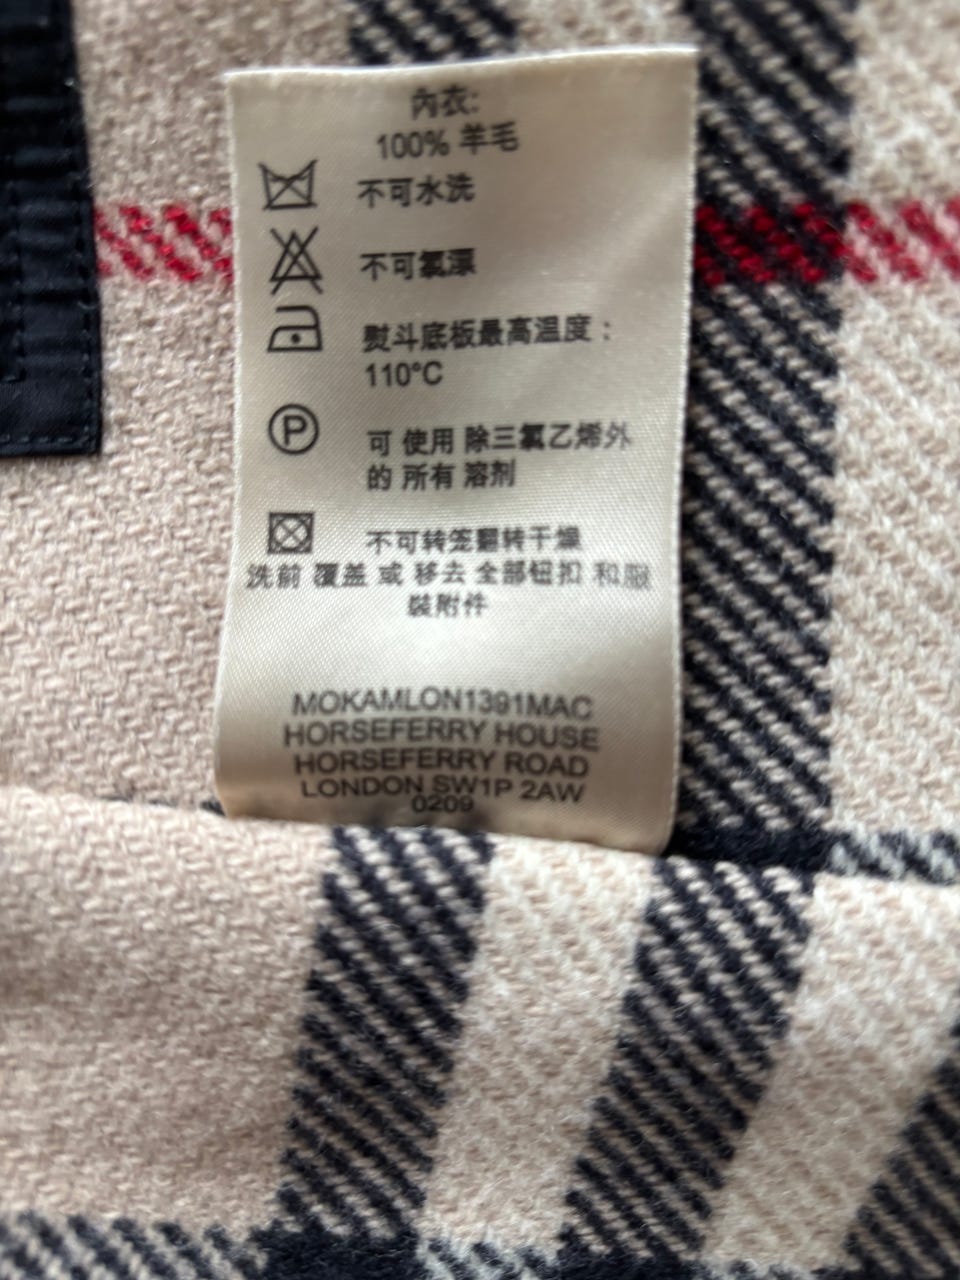 內衣:
100% 羊毛
不可水洗
不可氯漂
熨斗底板最高温度：
110°C
P
可 使用 除三氯乙烯外
的 所有 溶剂
不可转笼翻转干燥
洗前 覆盖 或 移去 全部钮扣 和服
裝附件
MOKAMLON1391MAC
HORSEFERRY HOUSE
HORSEFERRY ROAD
LONDON SW1P 2AW
0209